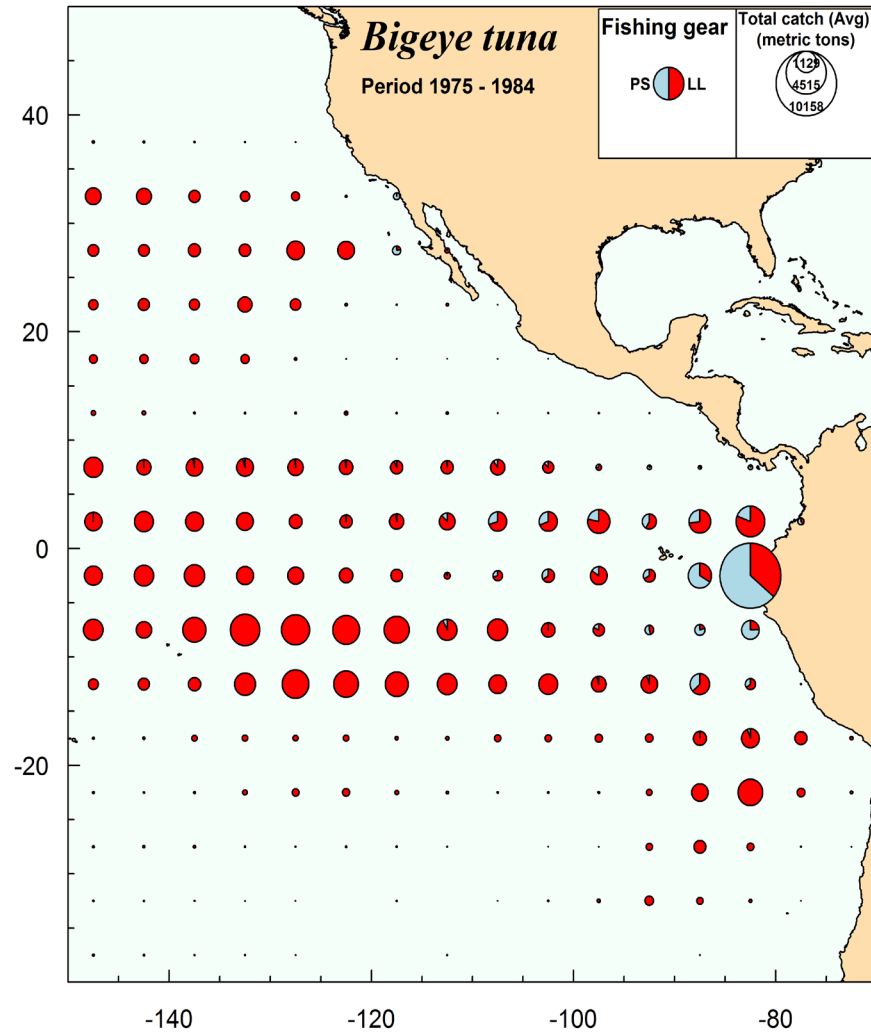 Bigeye tuna
Period 1975 - 1984
Fishing gear
PS LL
Total catch (Avg)
(metric tons)
1129
4515
10158
40
20
0
-20
-140 -120 -100 -80